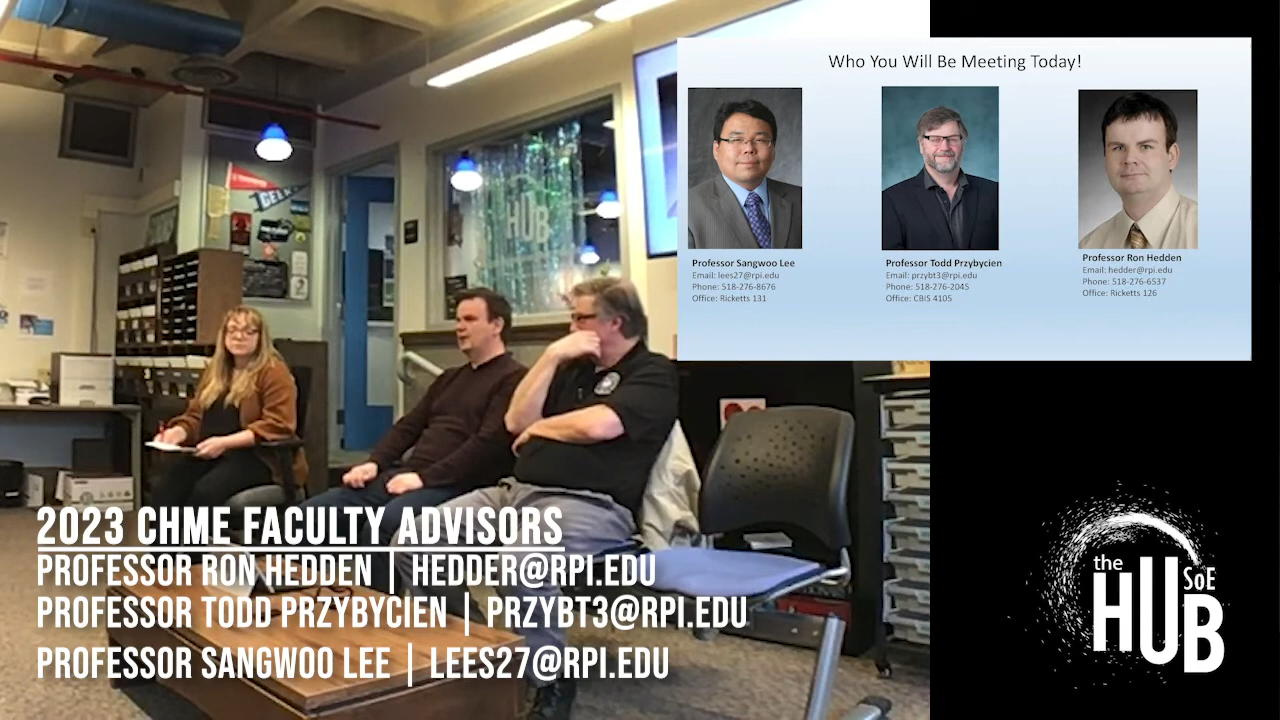 Who You Will Be Meeting Today!
Professor Sangwoo Lee
Email: lees27@rpi.edu
Phone: 518-276-8676
Office: Ricketts 131
Professor Todd Przybycien
Email: przybt3@rpi.edu
Phone: 518-276-2045
Office: CBIS 4105
Professor Ron Hedden
Email: hedder@rpi.edu
Phone: 518-276-6537
Office: Ricketts 126
HUB
2023 CHME FACULTY ADVISORS
PROFESSOR RON HEDDEN | HEDDER@RPI.EDU
PROFESSOR TODD PRZYBYCIEN | PRZYBT3@RPI.EDU
PROFESSOR SANGWOO LEE | LEES27@RPI.EDU
the
HUB
SoE